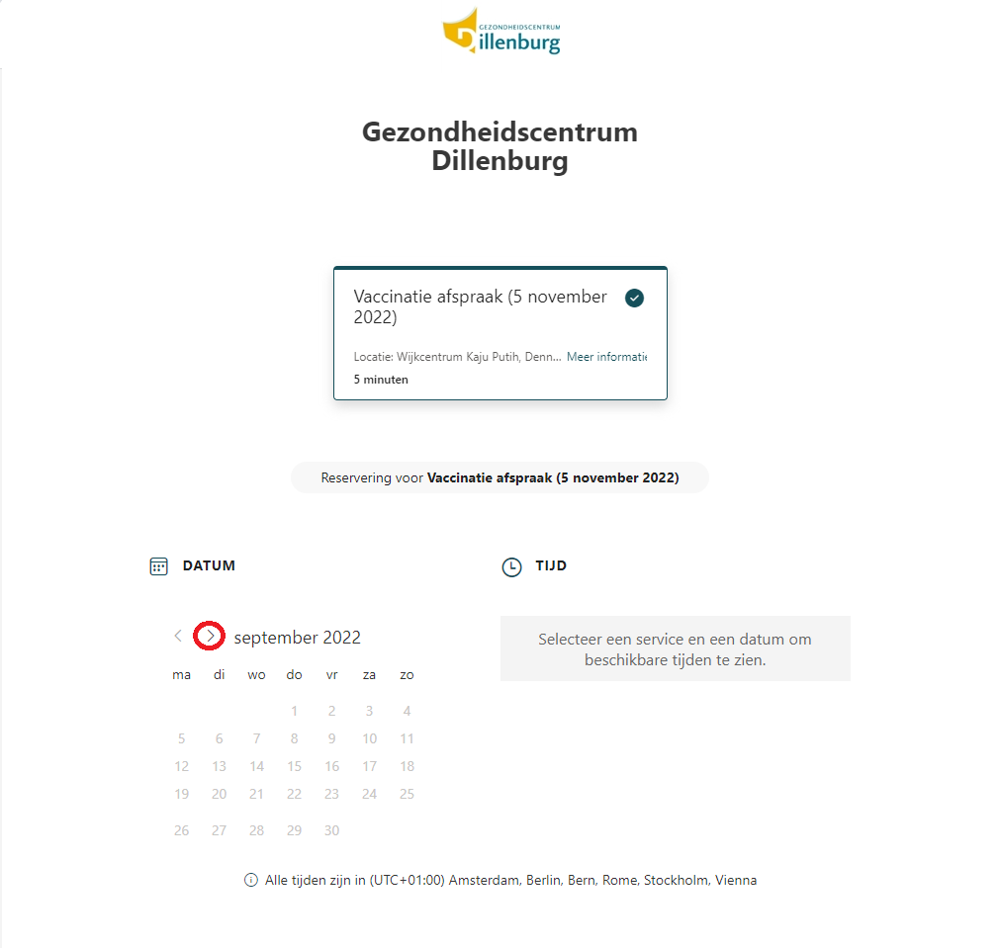 GEZONDHEIDSCENTRUM
Dillenburg
Gezondheidscentrum
Dillenburg
Vaccinatie afspraak (5 november
2022)
Locatie: Wijkcentrum Kaju Putih, Denn... Meer informatie
5 minuten
Reservering voor Vaccinatie afspraak (5 november 2022)
DATUM
september 2022
ma di wo do vr za zo
1 2 3 4
5 6 7 8 9 10 11
12 13 14 15 16 17 18
19 20 21 22 23 24 25
26 27 28 29 30
TIJD
Selecteer een service en een datum om
beschikbare tijden te zien.
Alle tijden zijn in (UTC+01:00) Amsterdam, Berlin, Bern, Rome, Stockholm, Vienna